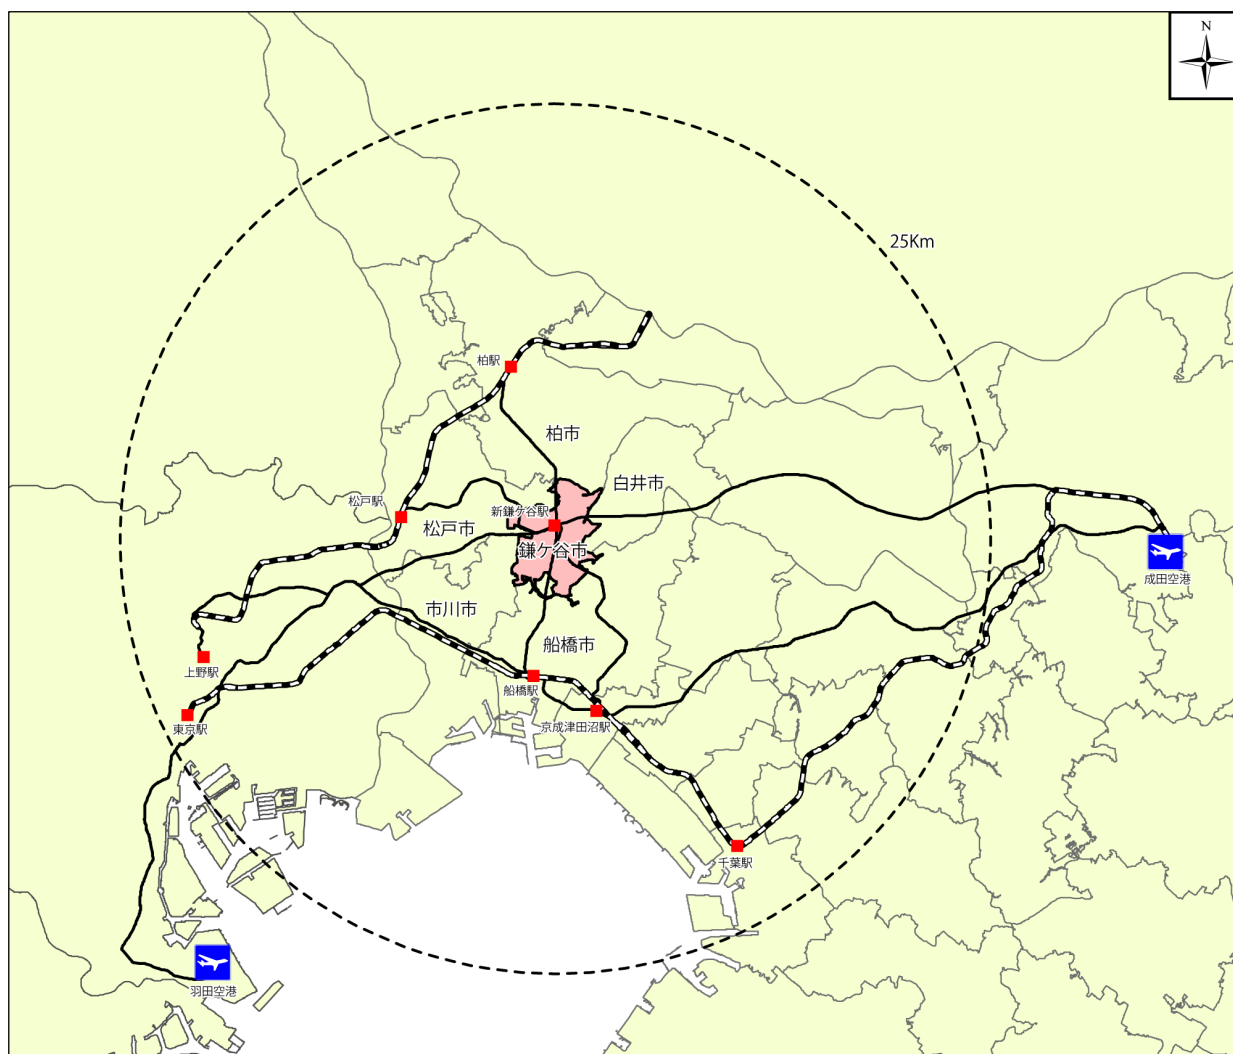 N
25Km
柏駅
柏市
白井市
松戸駅
新鎌ケ谷駅
松戸市
鎌ケ谷市
成田空港
市川市
船橋市
上野駅
船橋駅
東京駅
京成津田沼駅
千葉駅
羽田空港